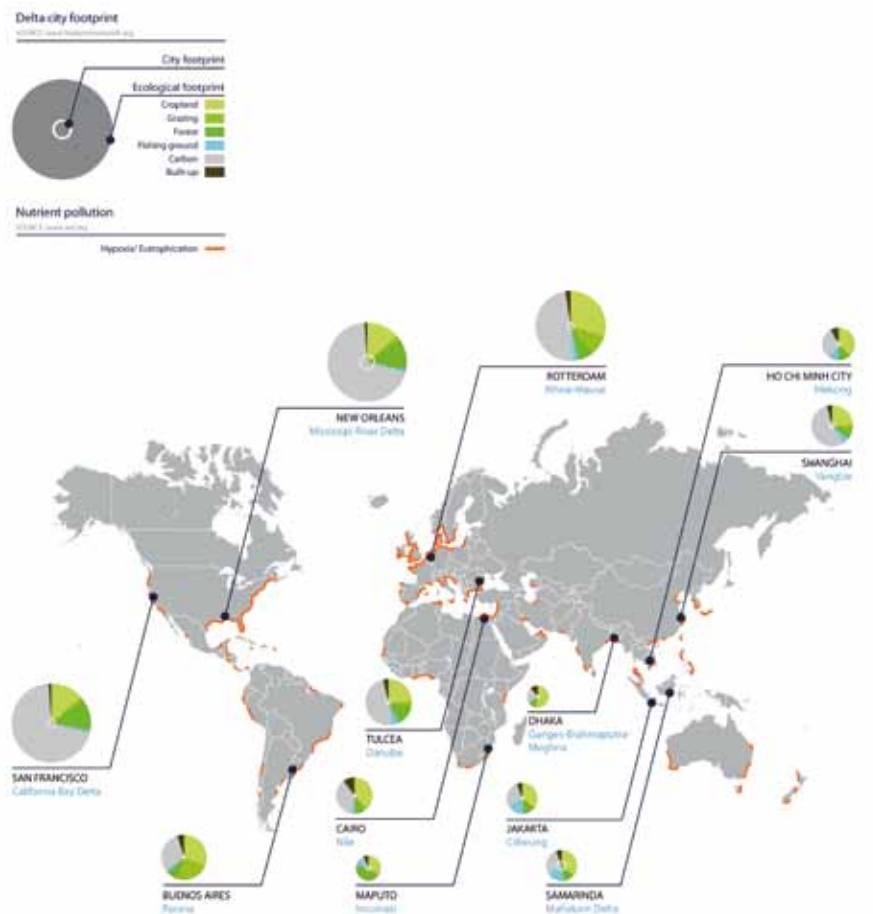 Delta city footprint
City footprint
Ecological footprint
Cropland
Grazing
Forest
Fishing ground
Carbon
Built-up
Nutrient pollution
Hypoxia/ Eutrophication
ROTTERDAM
Rhine-Meuse
HO CHI MINH CITY
Mekong
NEW ORLEANS
Mississippi River Delta
SHANGHAI
Yangtze
TULCEA
Danube
DHAKA
Ganges-Brahmaputra-
Meghna
SAN FRANCISCO
California Bay Delta
CAIRO
Nile
JAKARTA
Ciliwung
BUENOS AIRES
Parana
MAPUTO
Incomati
SAMARINDA
Mahakam Delta